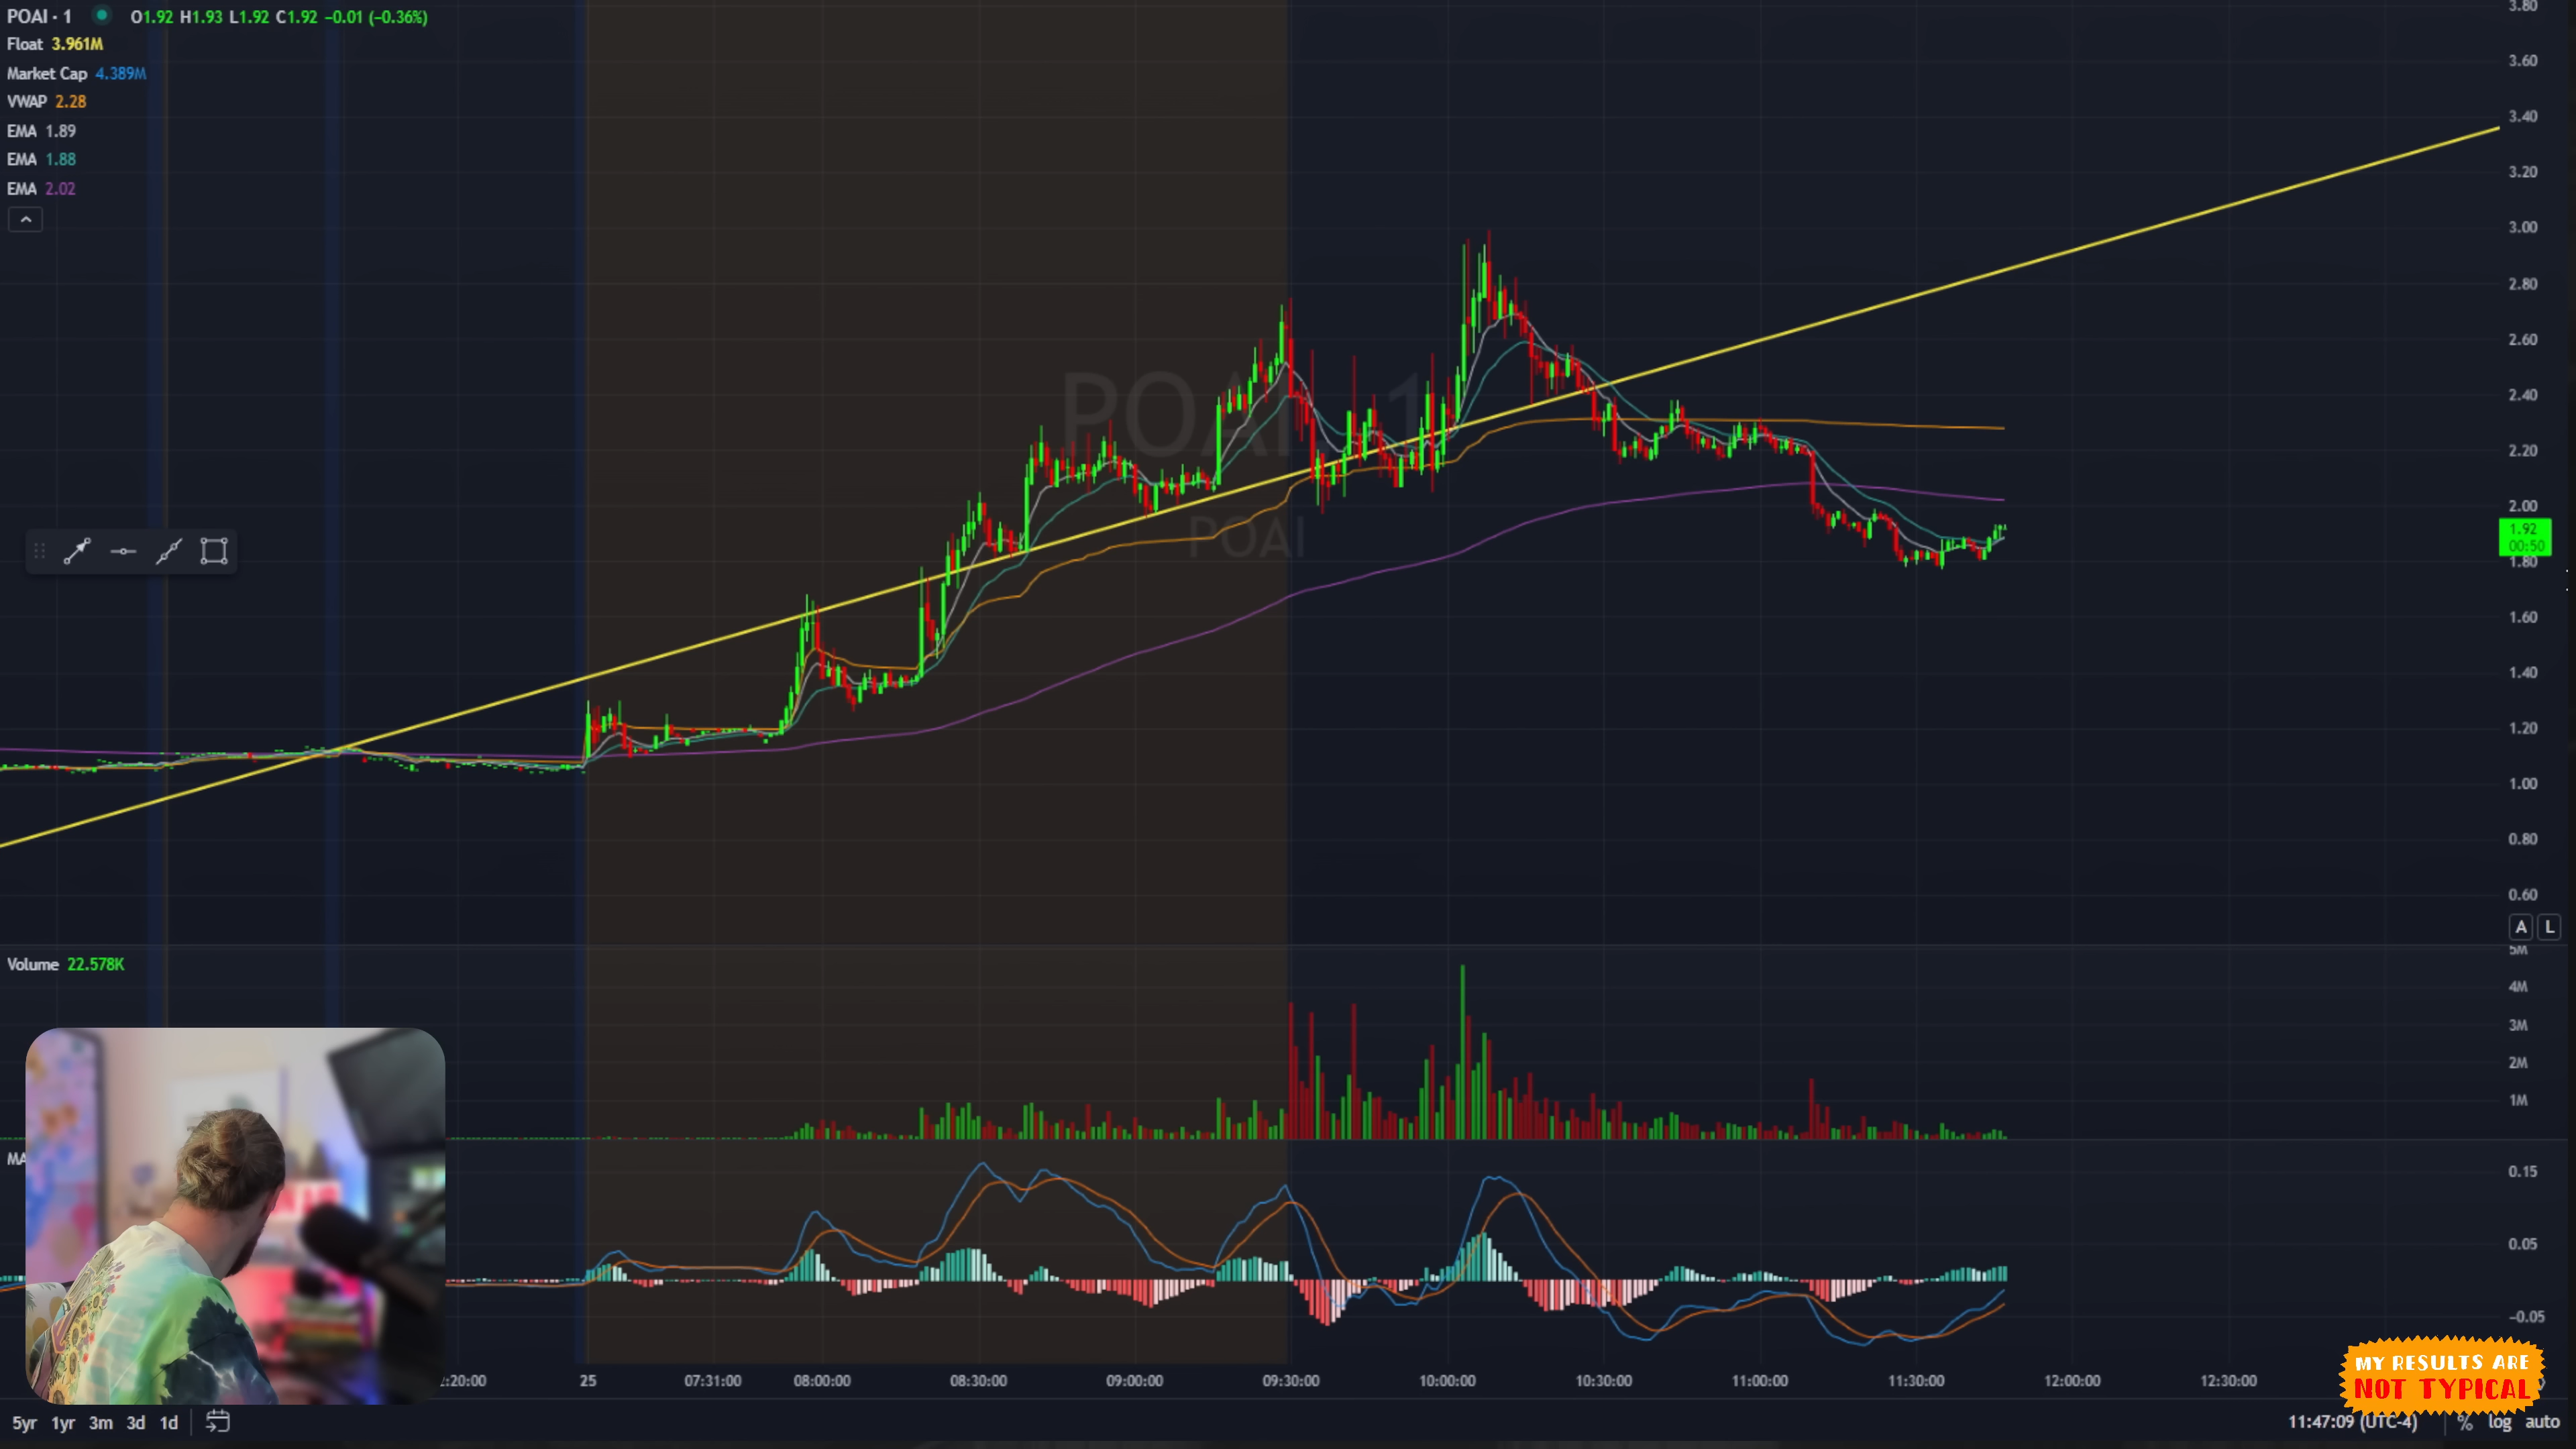 POAI · 1 O1.92 H1.93 L1.92 C1.92 −0.01 (−0.36%)
Float 3.961M
Market Cap 4.389M
VWAP 2.28
EMA 1.89
EMA 1.88
EMA 2.02
POAI 1
POAI
3.80
3.60
3.40
3.20
3.00
2.80
2.60
2.40
2.20
2.00
1.92
00:50
1.80
1.60
1.40
1.20
1.00
0.80
0.60
A L
Volume 22.578K
5M
4M
3M
2M
1M
MA
0.15
0.05
−0.05
:20:00 25 07:31:00 08:00:00 08:30:00 09:00:00 09:30:00 10:00:00 10:30:00 11:00:00 11:30:00 12:00:00 12:30:00
MY RESULTS ARE
NOT TYPICAL
5yr 1yr 3m 3d 1d 11:47:09 (UTC-4) % log auto